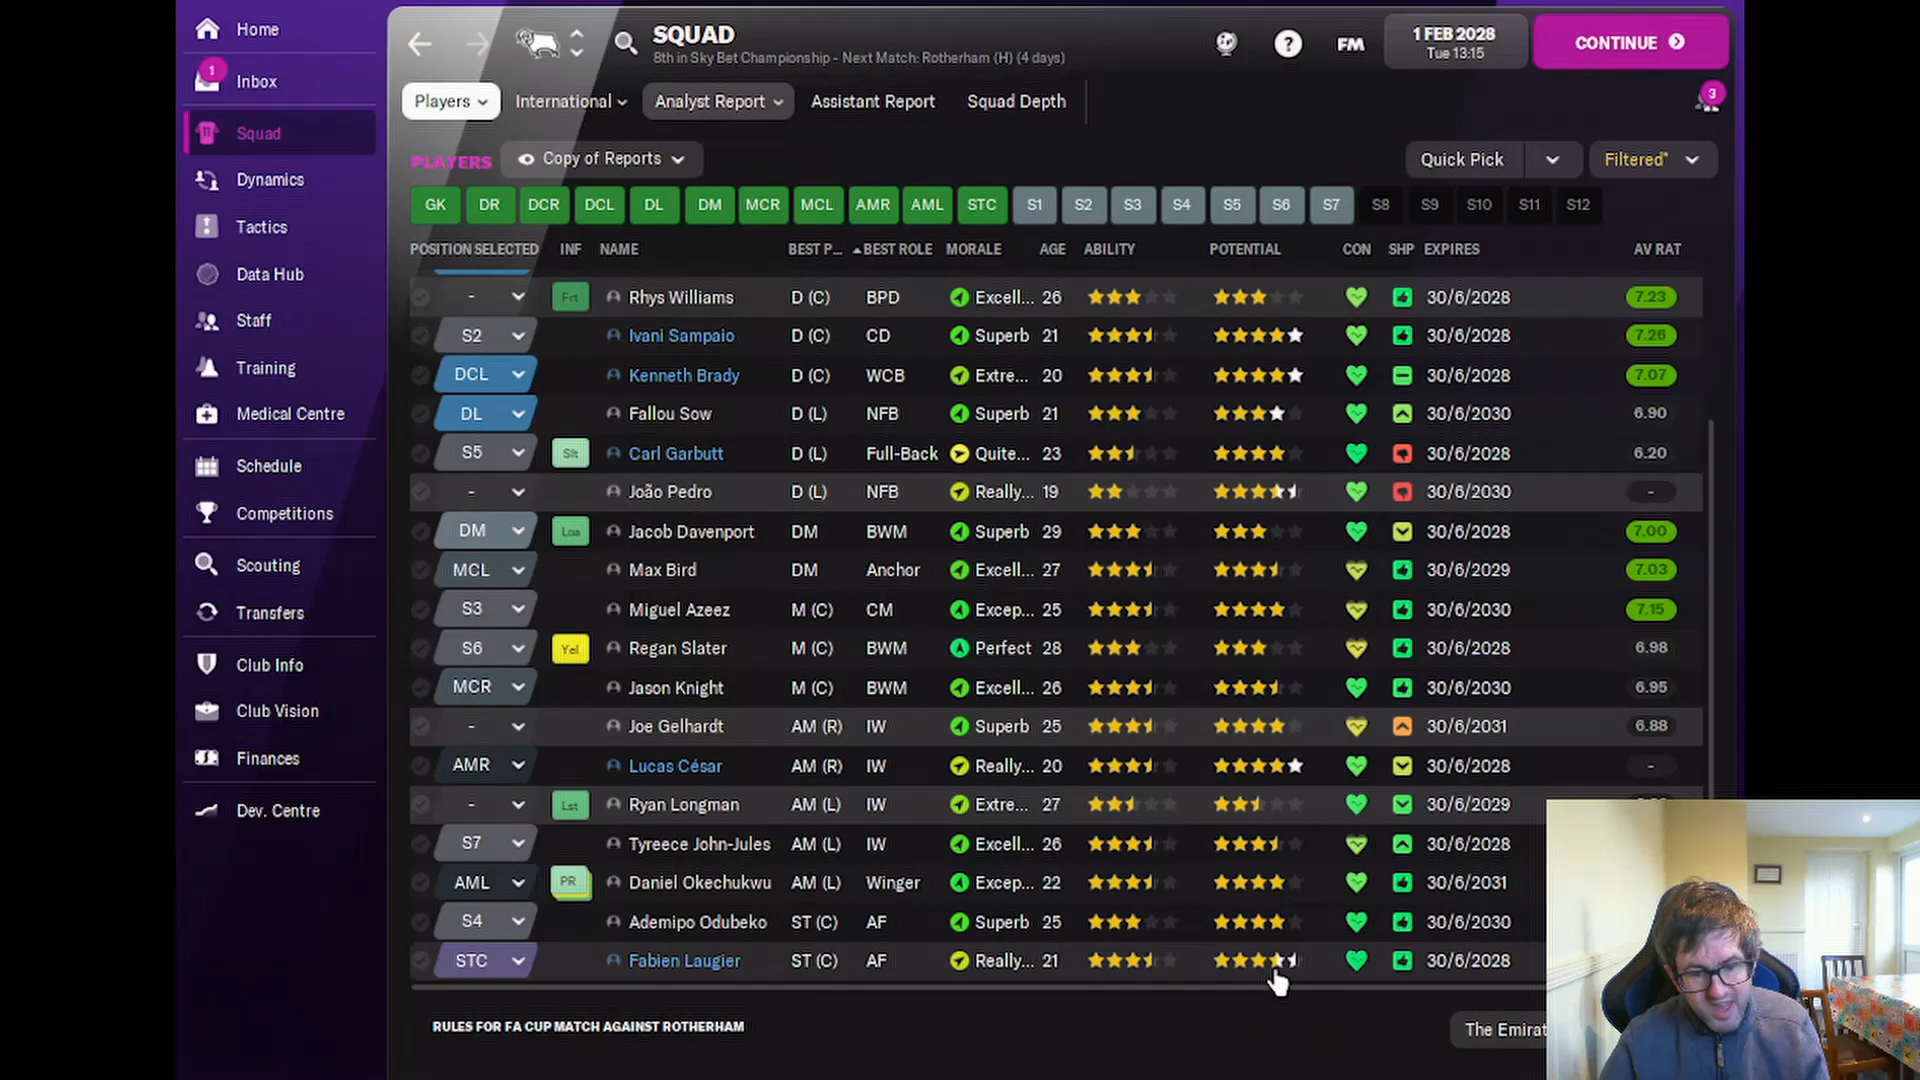 Home
1
Inbox
Squad
Dynamics
Tactics
Data Hub
Staff
Training
Medical Centre
Schedule
Competitions
Scouting
Transfers
Club Info
Club Vision
Finances
Dev. Centre
SQUAD
8th in Sky Bet Championship - Next Match: Rotherham (H) (4 days)
?
FM
1 FEB 2028
Tue 13:15
CONTINUE
Players International Analyst Report Assistant Report Squad Depth
3
PLAYERS Copy of Reports Quick Pick Filtered*
GK DR DCR DCL DL DM MCR MCL AMR AML STC S1 S2 S3 S4 S5 S6 S7 S8 S9 S10 S11 S12
POSITION SELECTED INF NAME BEST P... BEST ROLE MORALE AGE ABILITY POTENTIAL CON SHP EXPIRES AV RAT
- Frt Rhys Williams D (C) BPD Excell... 26 30/6/2028 7.23
S2 Ivani Sampaio D (C) CD Superb 21 30/6/2028 7.26
DCL Kenneth Brady D (C) WCB Extre... 20 30/6/2028 7.07
DL Fallou Sow D (L) NFB Superb 21 30/6/2030 6.90
S5 Slt Carl Garbutt D (L) Full-Back Quite... 23 30/6/2028 6.20
- João Pedro D (L) NFB Really... 19 30/6/2030 -
DM Loa Jacob Davenport DM BWM Superb 29 30/6/2028 7.00
MCL Max Bird DM Anchor Excell... 27 30/6/2029 7.03
S3 Miguel Azeez M (C) CM Excep... 25 30/6/2030 7.15
S6 Yel Regan Slater M (C) BWM Perfect 28 30/6/2028 6.98
MCR Jason Knight M (C) BWM Excell... 26 30/6/2030 6.95
- Joe Gelhardt AM (R) IW Superb 25 30/6/2031 6.88
AMR Lucas César AM (R) IW Really... 20 30/6/2028 -
- Lst Ryan Longman AM (L) IW Extre... 27 30/6/2029
S7 Tyreece John-Jules AM (L) IW Excell... 26 30/6/2028
AML PR Daniel Okechukwu AM (L) Winger Excep... 22 30/6/2031
S4 Ademipo Odubeko ST (C) AF Superb 25 30/6/2030
STC Fabien Laugier ST (C) AF Really... 21 30/6/2028
RULES FOR FA CUP MATCH AGAINST ROTHERHAM
The Emirat